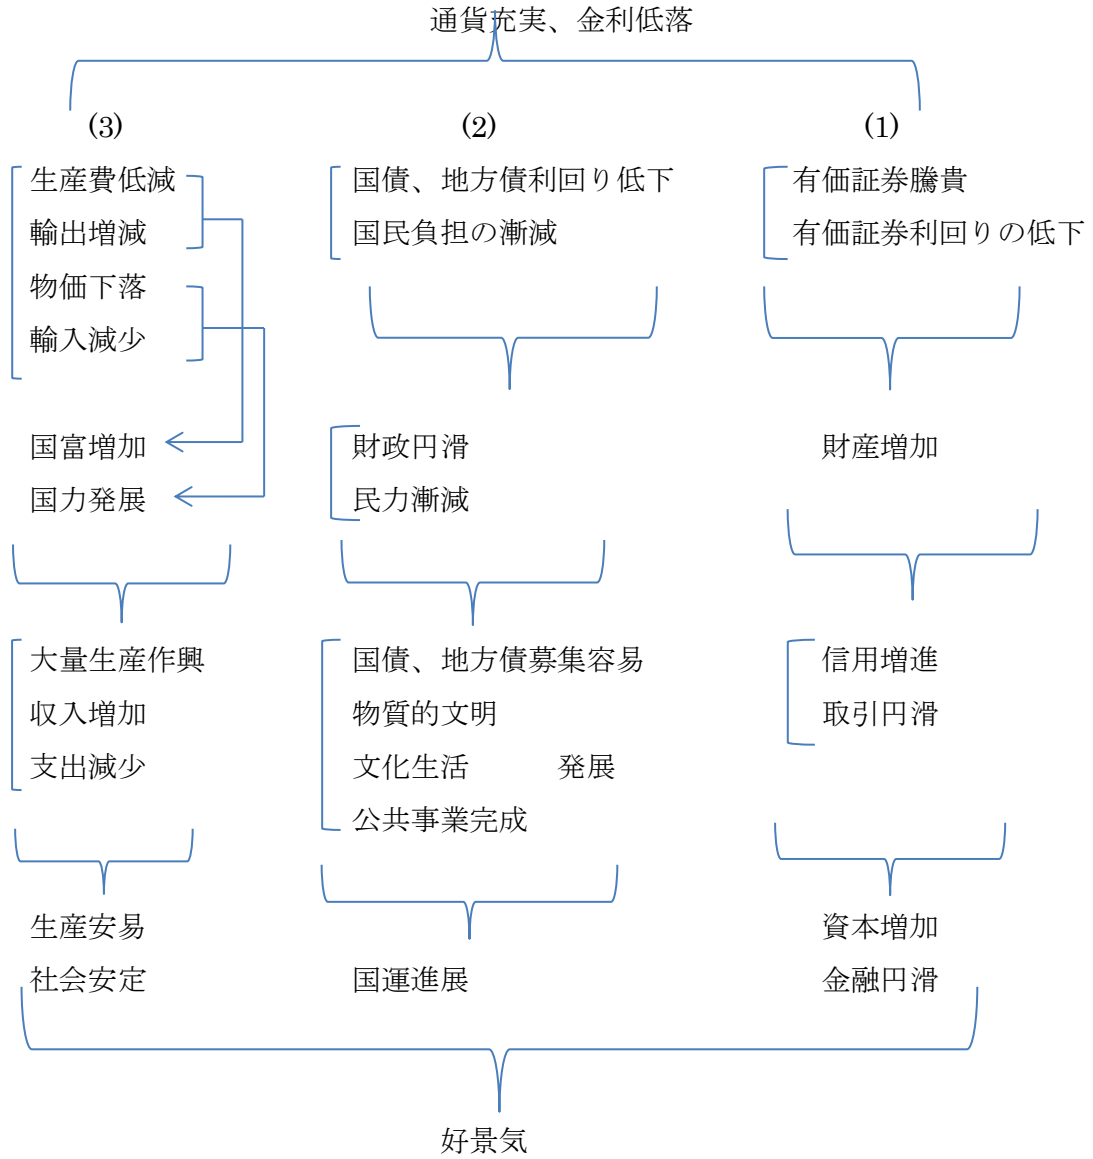 通貨充実、金利低落
(3)
生産費低減
輸出増減
物価下落
輸入減少
国富増加
国力発展
大量生産作興
収入増加
支出減少
生産安易
社会安定
(2)
国債、地方債利回り低下
国民負担の漸減
財政円滑
民力漸減
国債、地方債募集容易
物質的文明
文化生活 発展
公共事業完成
国運進展
(1)
有価証券騰貴
有価証券利回りの低下
財産増加
信用増進
取引円滑
資本増加
金融円滑
好景気